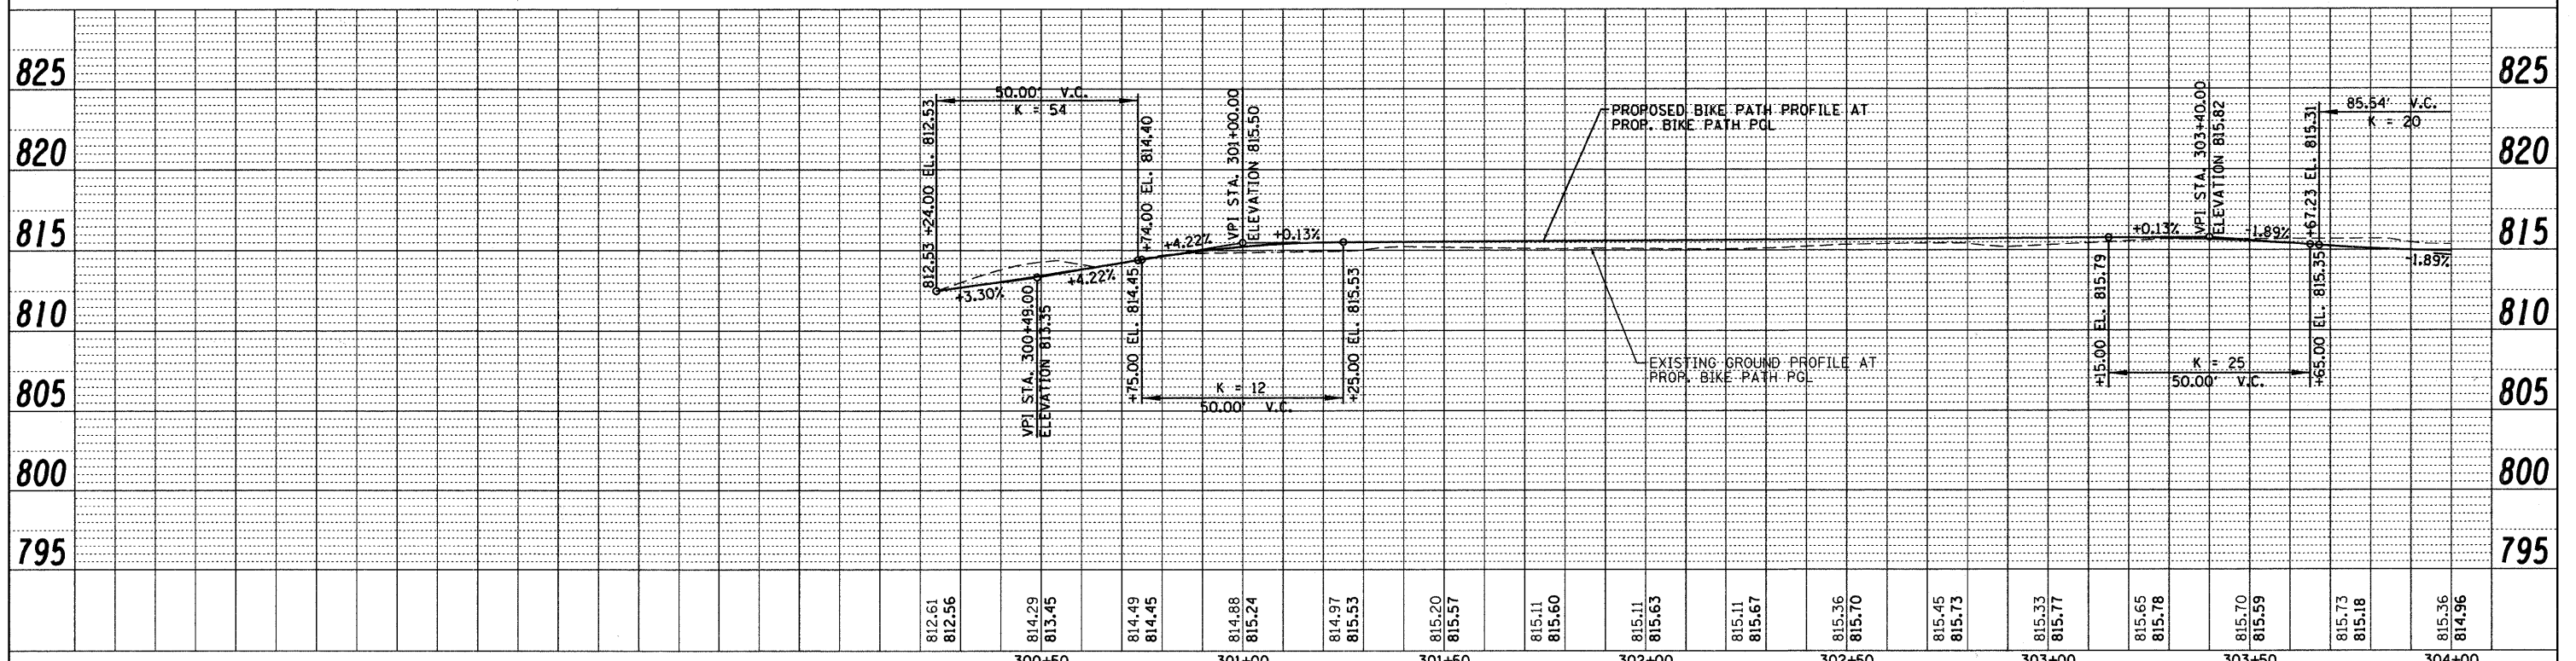 825
825
820
820
815
815
810
810
805
805
800
800
795
795
812.53 +24.00 EL. 812.53
50.00' V.C.
K = 54
+74.00 EL. 814.40
VPI STA. 301+00.00
ELEVATION 815.50
+3.30%
VPI STA. 300+49.00
ELEVATION 813.35
+4.22%
+4.22%
+0.13%
+75.00 EL. 814.45
K = 12
50.00' V.C.
+25.00 EL. 815.53
PROPOSED BIKE PATH PROFILE AT
PROP. BIKE PATH PGL
EXISTING GROUND PROFILE AT
PROP. BIKE PATH PGL
+15.00 EL. 815.79
+0.13%
VPI STA. 303+40.00
ELEVATION 815.82
-1.89%
+67.23 EL. 815.31
+65.00 EL. 815.35
K = 25
50.00' V.C.
85.54' V.C.
K = 20
-1.89%
812.61
812.56
814.29
813.45
814.49
814.45
814.88
815.24
814.97
815.53
815.20
815.57
815.11
815.60
815.11
815.63
815.11
815.67
815.36
815.70
815.45
815.73
815.33
815.77
815.65
815.78
815.70
815.59
815.73
815.18
815.36
814.96
300+50
301+00
301+50
302+00
302+50
303+00
303+50
304+00